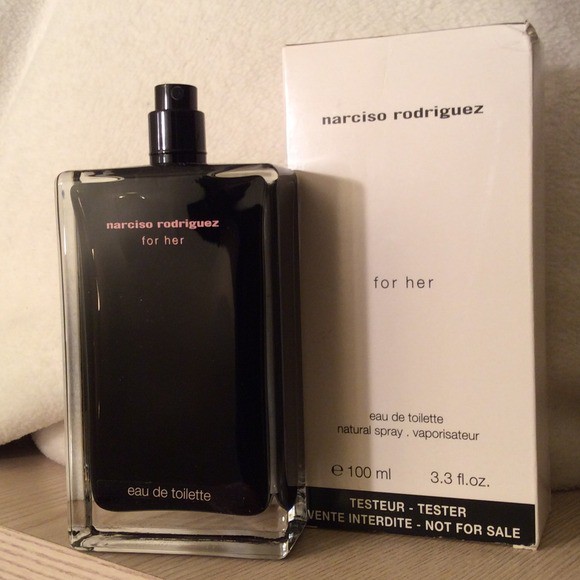 narciso rodriguez
for her
eau de toilette
narciso rodriguez
for her
eau de toilette
natural spray . vaporisateur
℮ 100 ml 3.3 fl.oz.
TESTEUR - TESTER
VENTE INTERDITE - NOT FOR SALE